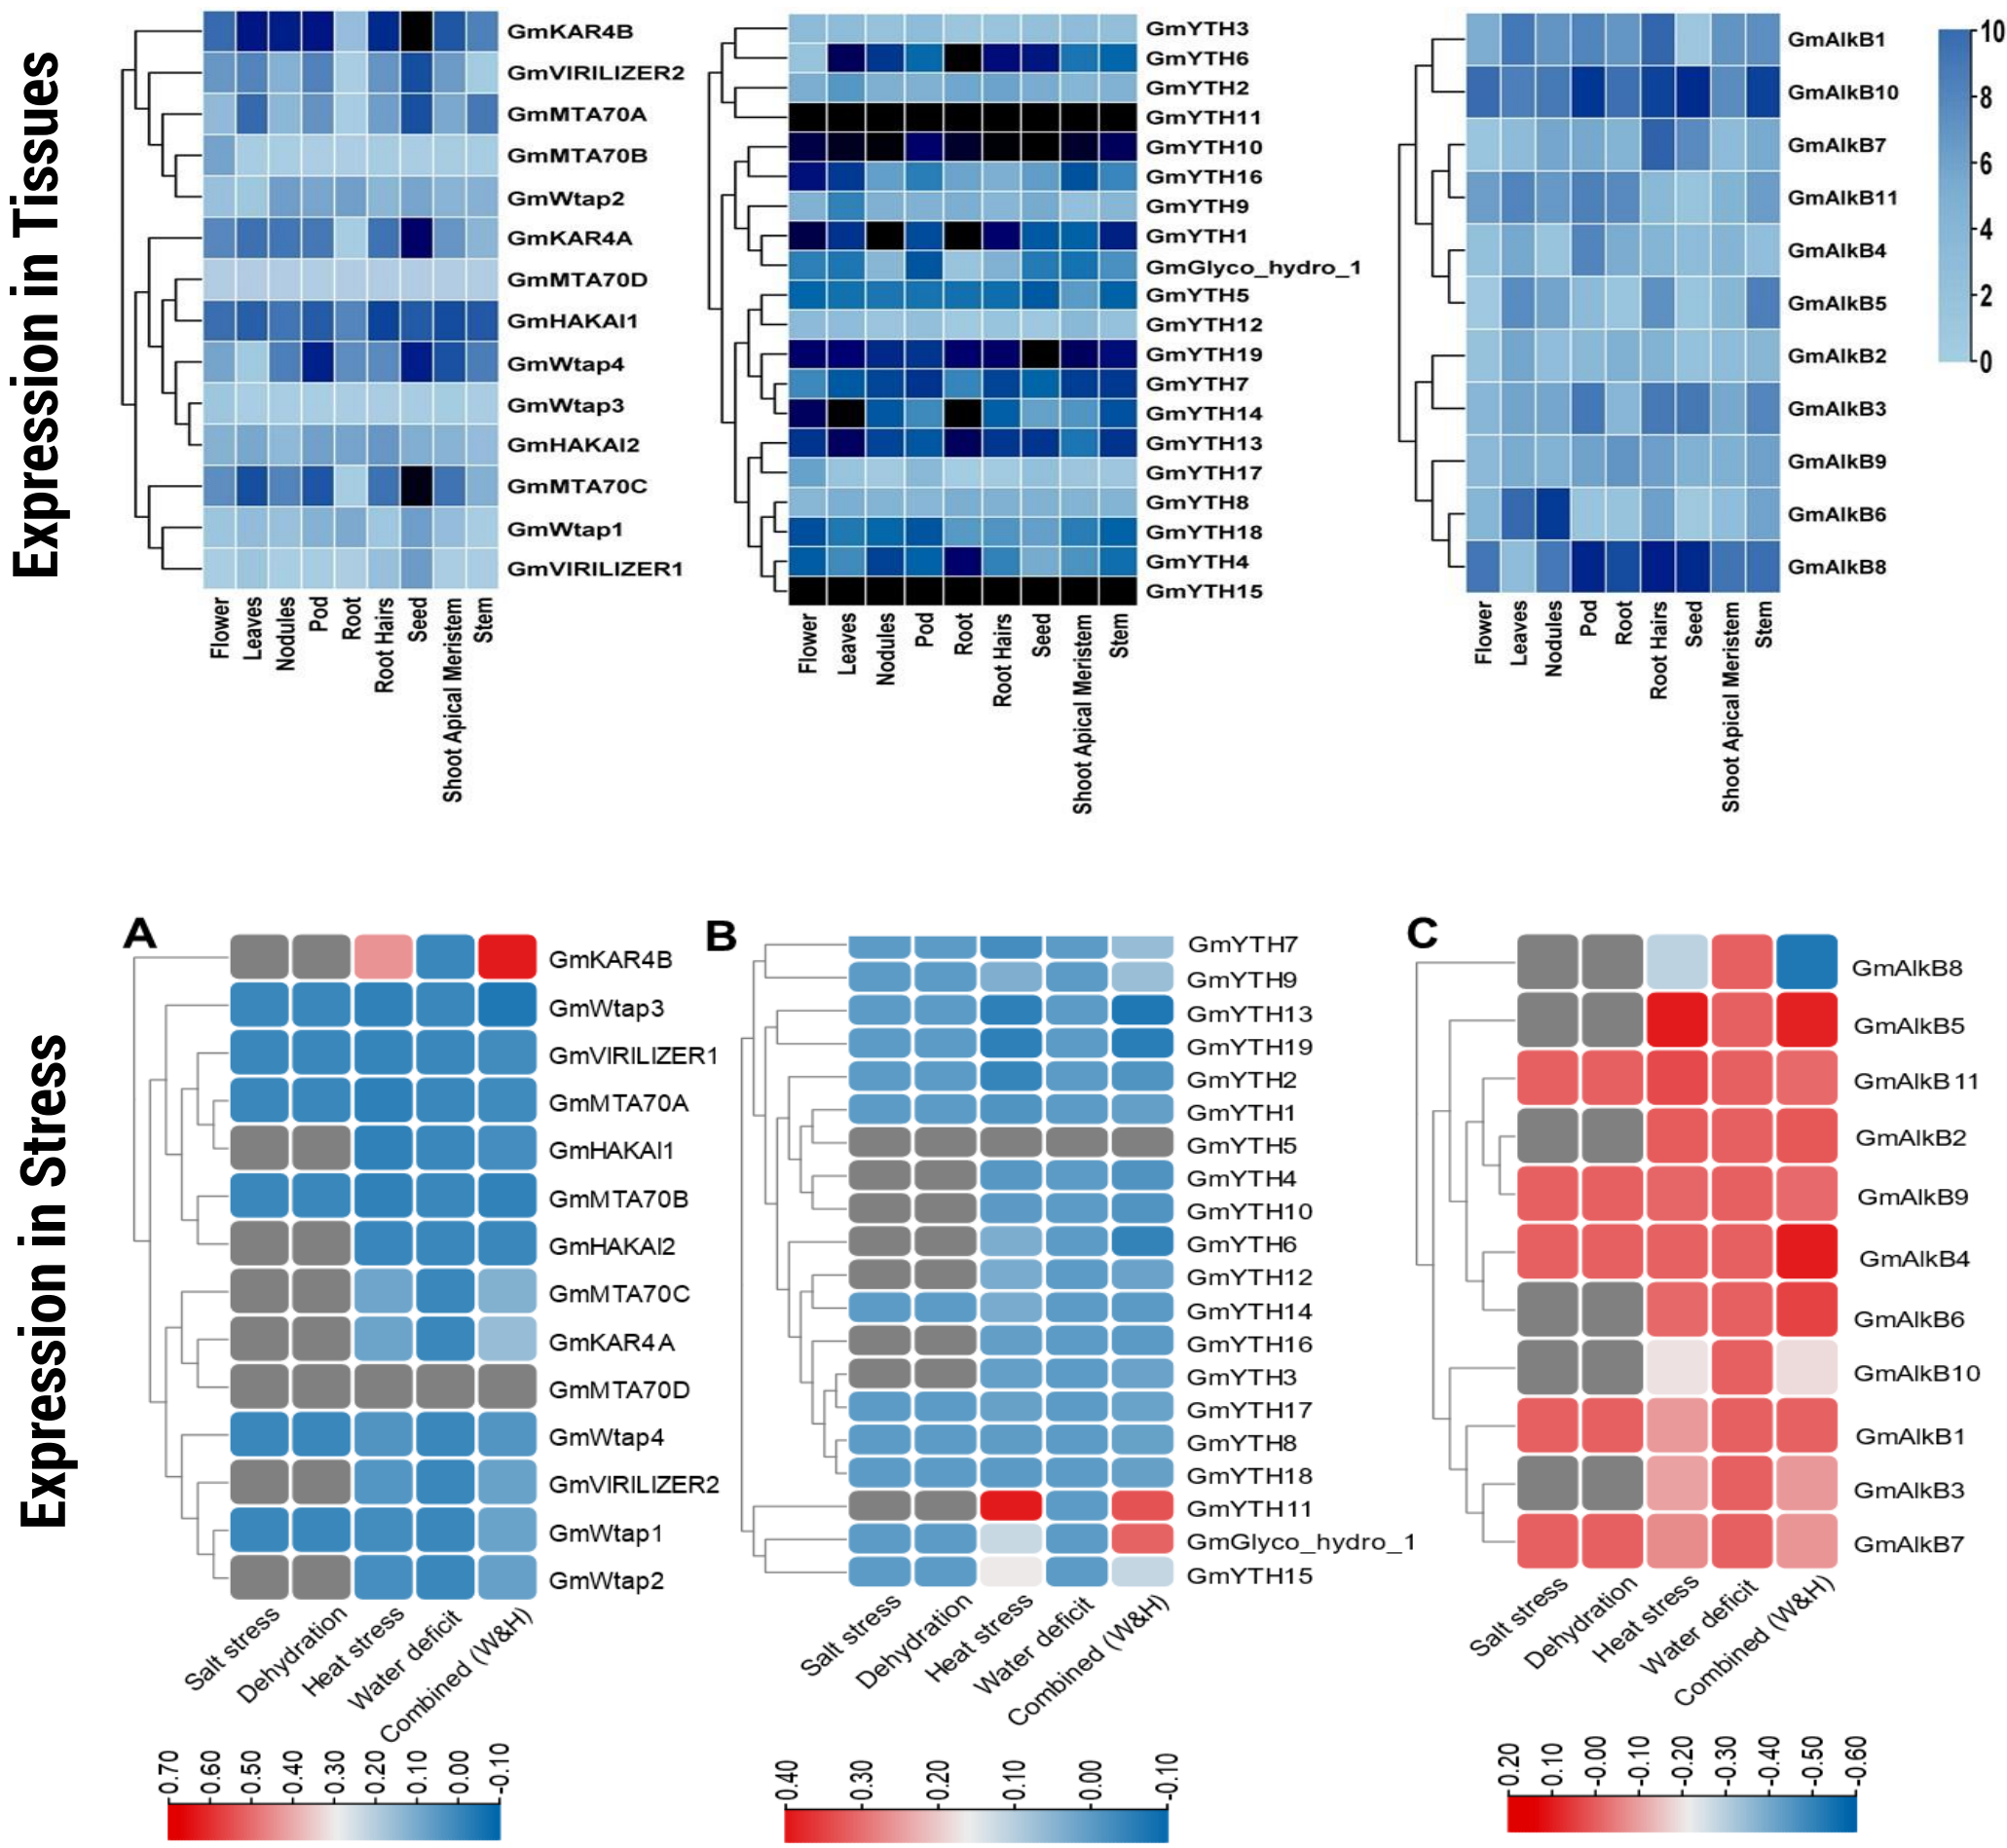 Expression in Tissues
GmKAR4B
GmVIRILIZER2
GmMTA70A
GmMTA70B
GmWtap2
GmKAR4A
GmMTA70D
GmHAKAI1
GmWtap4
GmWtap3
GmHAKAI2
GmMTA70C
GmWtap1
GmVIRILIZER1
Flower
Leaves
Nodules
Pod
Root
Root Hairs
Seed
Shoot Apical Meristem
Stem
GmYTH3
GmYTH6
GmYTH2
GmYTH11
GmYTH10
GmYTH16
GmYTH9
GmYTH1
GmGlyco_hydro_1
GmYTH5
GmYTH12
GmYTH19
GmYTH7
GmYTH14
GmYTH13
GmYTH17
GmYTH8
GmYTH18
GmYTH4
GmYTH15
Flower
Leaves
Nodules
Pod
Root
Root Hairs
Seed
Shoot Apical Meristem
Stem
GmAlkB1
GmAlkB10
GmAlkB7
GmAlkB11
GmAlkB4
GmAlkB5
GmAlkB2
GmAlkB3
GmAlkB9
GmAlkB6
GmAlkB8
Flower
Leaves
Nodules
Pod
Root
Root Hairs
Seed
Shoot Apical Meristem
Stem
10
8
6
4
2
0
Expression in Stress
A
GmKAR4B
GmWtap3
GmVIRILIZER1
GmMTA70A
GmHAKAI1
GmMTA70B
GmHAKAI2
GmMTA70C
GmKAR4A
GmMTA70D
GmWtap4
GmVIRILIZER2
GmWtap1
GmWtap2
Salt stress
Dehydration
Heat stress
Water deficit
Combined (W&H)
0.70
0.60
0.50
0.40
0.30
0.20
0.10
0.00
-0.10
B
GmYTH7
GmYTH9
GmYTH13
GmYTH19
GmYTH2
GmYTH1
GmYTH5
GmYTH4
GmYTH10
GmYTH6
GmYTH12
GmYTH14
GmYTH16
GmYTH3
GmYTH17
GmYTH8
GmYTH18
GmYTH11
GmGlyco_hydro_1
GmYTH15
Salt stress
Dehydration
Heat stress
Water deficit
Combined (W&H)
0.40
0.30
0.20
0.10
0.00
-0.10
C
GmAlkB8
GmAlkB5
GmAlkB11
GmAlkB2
GmAlkB9
GmAlkB4
GmAlkB6
GmAlkB10
GmAlkB1
GmAlkB3
GmAlkB7
Salt stress
Dehydration
Heat stress
Water deficit
Combined (W&H)
0.20
0.10
-0.00
-0.10
-0.20
-0.30
-0.40
-0.50
-0.60